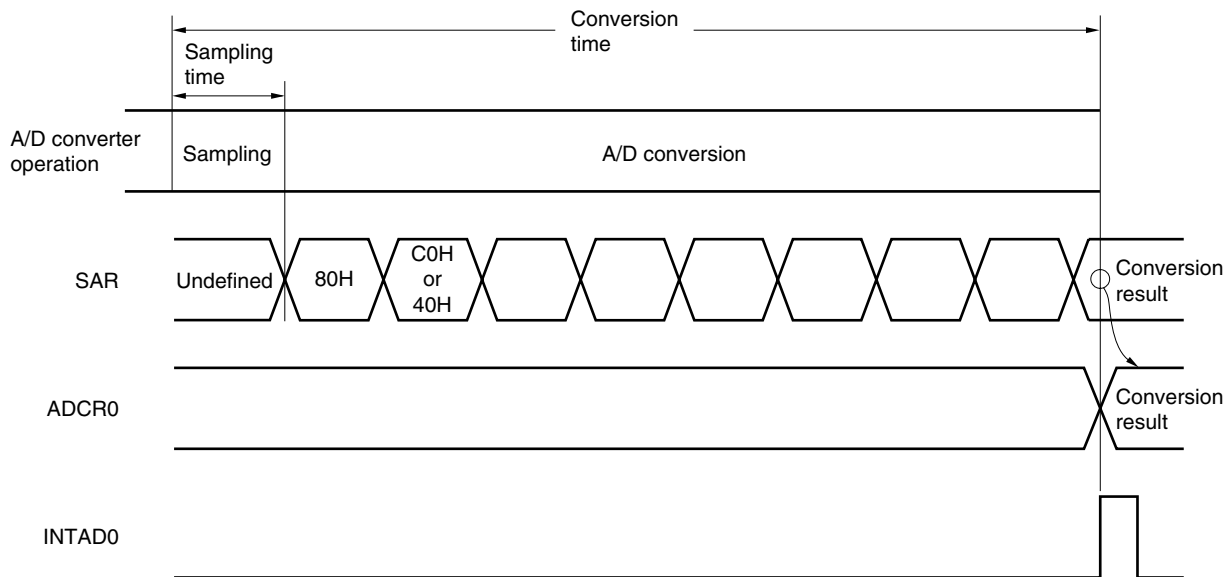 Conversion
time
Sampling
time
A/D converter
operation
Sampling
A/D conversion
SAR
Undefined
80H
C0H
or
40H
Conversion
result
ADCR0
Conversion
result
INTAD0